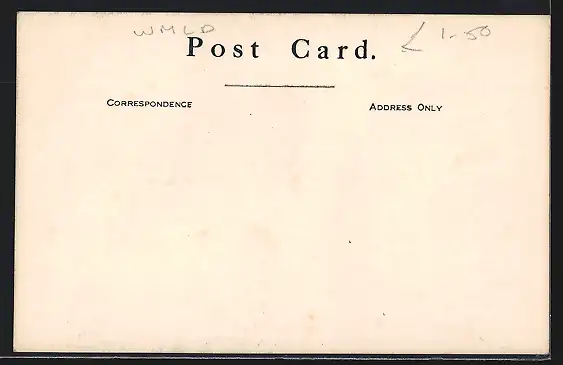 WMLD
£1-50
Post Card.
CORRESPONDENCE
ADDRESS ONLY